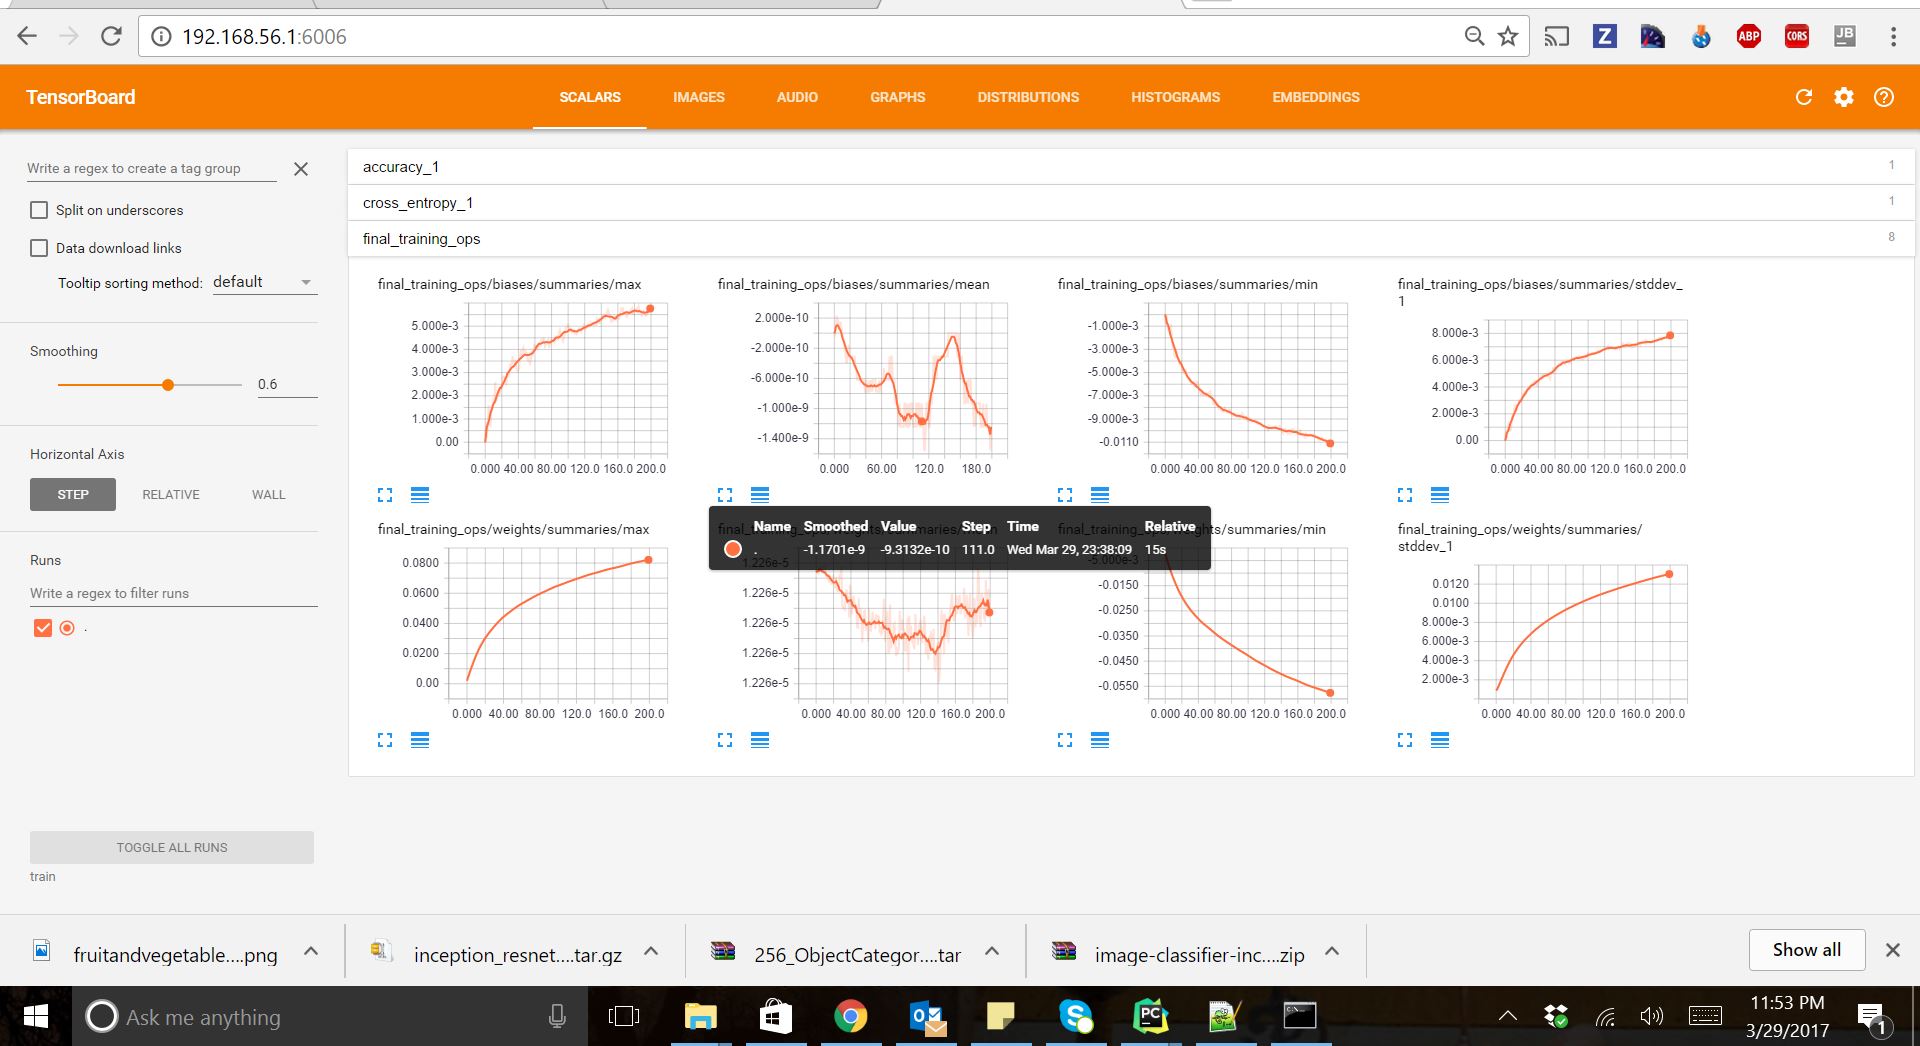 192.168.56.1:6006
Z
ABP
CORS
JB
TensorBoard
SCALARS IMAGES AUDIO GRAPHS DISTRIBUTIONS HISTOGRAMS EMBEDDINGS
Write a regex to create a tag group
Split on underscores
Data download links
Tooltip sorting method: default
Smoothing
0.6
Horizontal Axis
STEP RELATIVE WALL
Runs
Write a regex to filter runs
.
TOGGLE ALL RUNS
train
accuracy_1 1
cross_entropy_1 1
final_training_ops 8
final_training_ops/biases/summaries/max
5.000e-3
4.000e-3
3.000e-3
2.000e-3
1.000e-3
0.00
0.000 40.00 80.00 120.0 160.0 200.0
final_training_ops/biases/summaries/mean
2.000e-10
-2.000e-10
-6.000e-10
-1.000e-9
-1.400e-9
0.000 60.00 120.0 180.0
final_training_ops/biases/summaries/min
-1.000e-3
-3.000e-3
-5.000e-3
-7.000e-3
-9.000e-3
-0.0110
0.000 40.00 80.00 120.0 160.0 200.0
final_training_ops/biases/summaries/stddev_
1
8.000e-3
6.000e-3
4.000e-3
2.000e-3
0.00
0.000 40.00 80.00 120.0 160.0 200.0
Name Smoothed Value Step Time Relative
. -1.1701e-9 -9.3132e-10 111.0 Wed Mar 29, 23:38:09 15s
final_training_ops/weights/summaries/max
0.0800
0.0600
0.0400
0.0200
0.00
0.000 40.00 80.00 120.0 160.0 200.0
1.226e-5
1.226e-5
1.226e-5
1.226e-5
1.226e-5
0.000 40.00 80.00 120.0 160.0 200.0
final_training_ops/weights/summaries/min
-5.000e-3
-0.0150
-0.0250
-0.0350
-0.0450
-0.0550
0.000 40.00 80.00 120.0 160.0 200.0
final_training_ops/weights/summaries/
stddev_1
0.0120
0.0100
8.000e-3
6.000e-3
4.000e-3
2.000e-3
0.000 40.00 80.00 120.0 160.0 200.0
fruitandvegetable....png
inception_resnet....tar.gz
256_ObjectCategor....tar
image-classifier-inc....zip
Show all
Ask me anything
PC
11:53 PM
3/29/2017
1